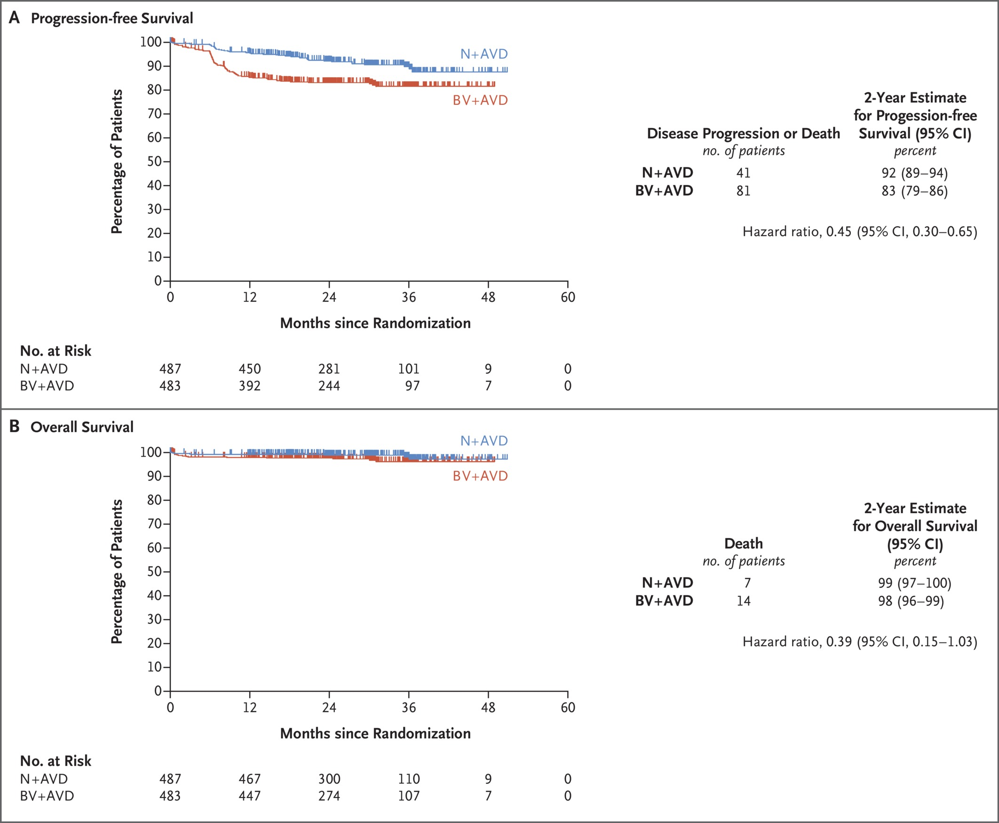 A Progression-free Survival
100
90
80
70
60
50
40
30
20
10
0
Percentage of Patients
N+AVD
BV+AVD
0 12 24 36 48 60
Months since Randomization
2-Year Estimate
for Progession-free
Disease Progression or Death Survival (95% CI)
no. of patients percent
N+AVD 41 92 (89–94)
BV+AVD 81 83 (79–86)
Hazard ratio, 0.45 (95% CI, 0.30–0.65)
No. at Risk
N+AVD 487 450 281 101 9 0
BV+AVD 483 392 244 97 7 0
B Overall Survival
100
90
80
70
60
50
40
30
20
10
0
Percentage of Patients
N+AVD
BV+AVD
0 12 24 36 48 60
Months since Randomization
2-Year Estimate
for Overall Survival
Death (95% CI)
no. of patients percent
N+AVD 7 99 (97–100)
BV+AVD 14 98 (96–99)
Hazard ratio, 0.39 (95% CI, 0.15–1.03)
No. at Risk
N+AVD 487 467 300 110 9 0
BV+AVD 483 447 274 107 7 0